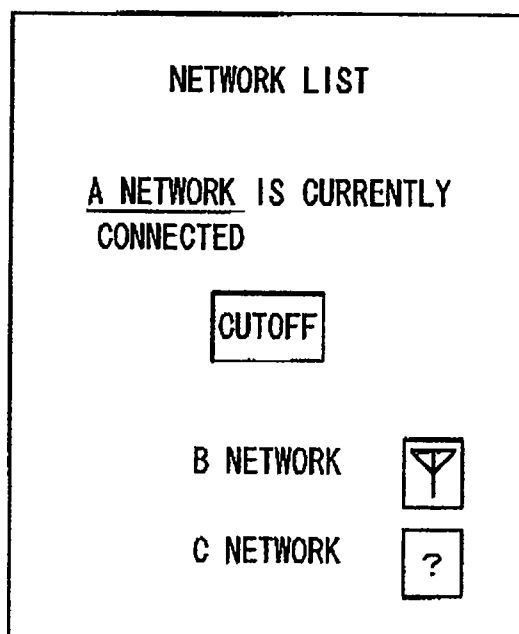 NETWORK LIST
A NETWORK IS CURRENTLY
CONNECTED
CUTOFF
B NETWORK
C NETWORK ?